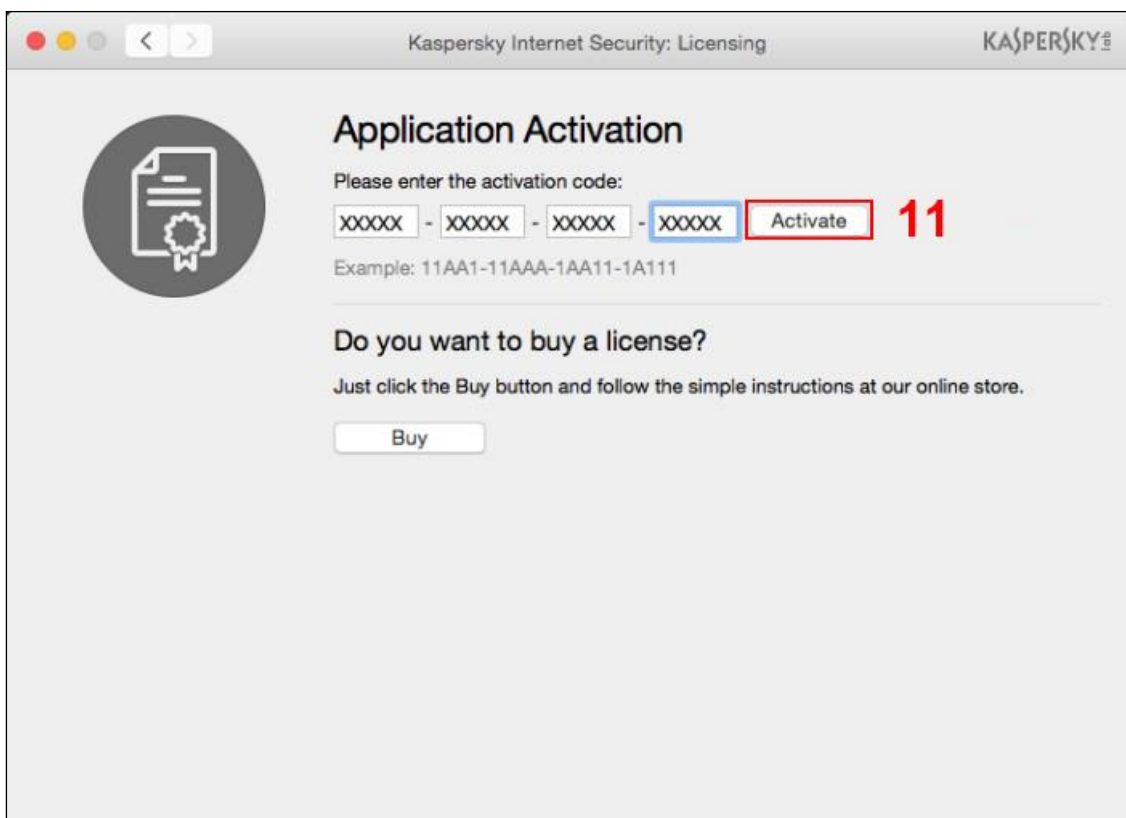 Kaspersky Internet Security: Licensing
KASPERSKY LAB
Application Activation
Please enter the activation code:
XXXXX - XXXXX - XXXXX - XXXXX Activate 11
Example: 11AA1-11AAA-1AA11-1A111
Do you want to buy a license?
Just click the Buy button and follow the simple instructions at our online store.
Buy